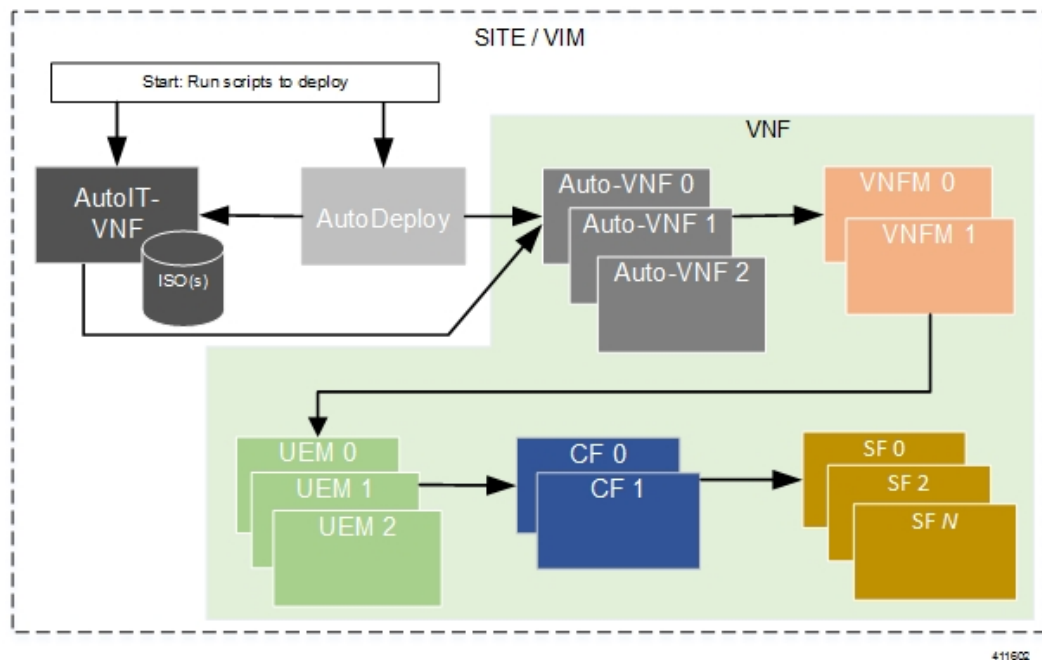 SITE / VIM
Start: Run scripts to deploy
VNF
AutoIT-
VNF
ISO(s)
AutoDeploy
Auto-VNF 0
Auto-VNF 1
Auto-VNF 2
VNFM 0
VNFM 1
UEM 0
UEM 1
UEM 2
CF 0
CF 1
SF 0
SF 2
SF N
411602